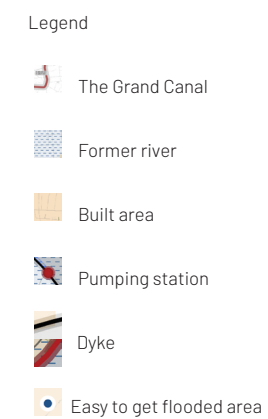 Legend
The Grand Canal
Former river
Built area
Pumping station
Dyke
Easy to get flooded area